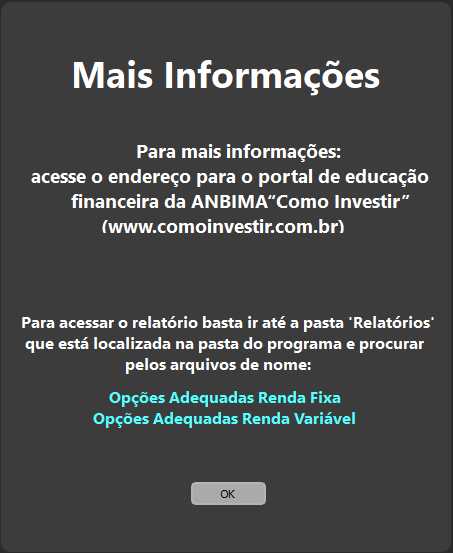 Mais Informações
Para mais informações:
acesse o endereço para o portal de educação
financeira da ANBIMA“Como Investir”
(www.comoinvestir.com.br)
Para acessar o relatório basta ir até a pasta 'Relatórios'
que está localizada na pasta do programa e procurar
pelos arquivos de nome:
Opções Adequadas Renda Fixa
Opções Adequadas Renda Variável
OK